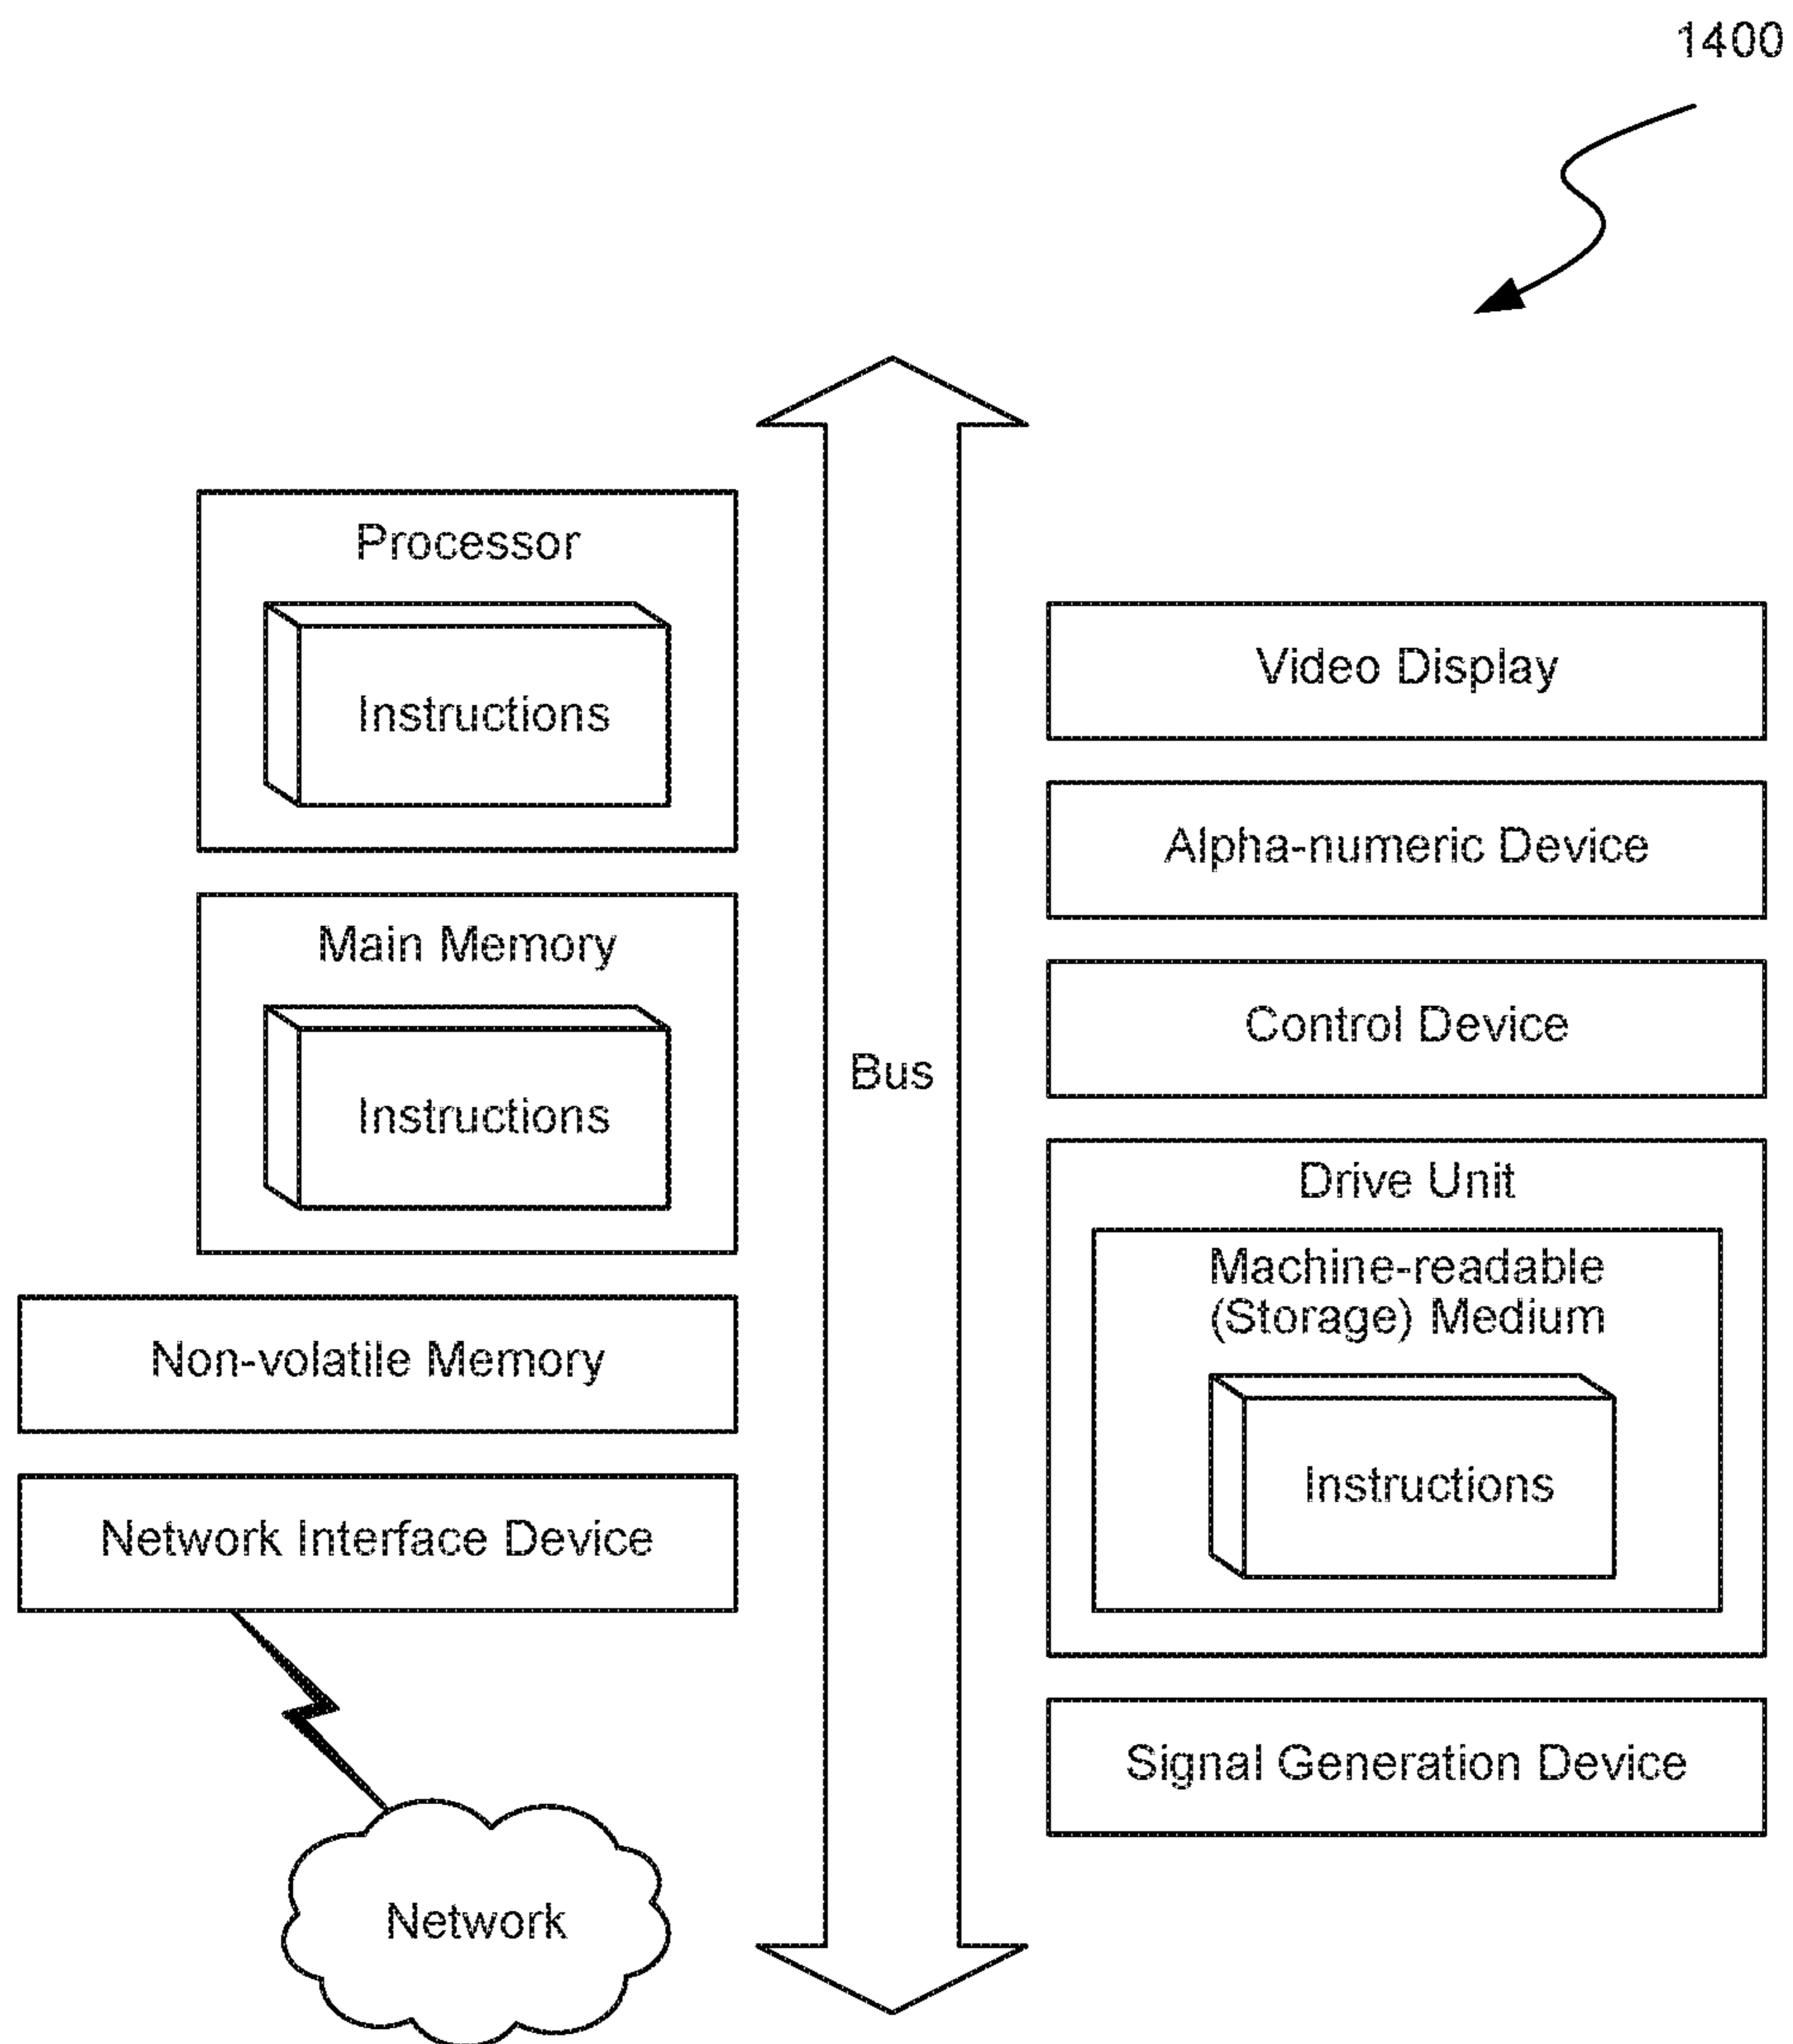 1400
Processor
Instructions
Main Memory
Instructions
Non-volatile Memory
Network Interface Device
Network
Bus
Video Display
Alpha-numeric Device
Control Device
Drive Unit
Machine-readable
(Storage) Medium
Instructions
Signal Generation Device